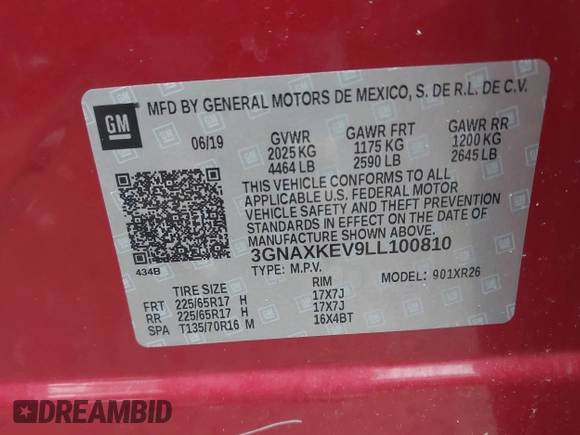 GM
MFD BY GENERAL MOTORS DE MEXICO, S. DE R.L. DE C.V.
06/19 GVWR GAWR FRT GAWR RR
2025 KG 1175 KG 1200 KG
4464 LB 2590 LB 2645 LB
THIS VEHICLE CONFORMS TO ALL
APPLICABLE U.S. FEDERAL MOTOR
VEHICLE SAFETY AND THEFT PREVENTION
STANDARDS IN EFFECT ON THE DATE OF
MANUFACTURE SHOWN ABOVE.
434B
3GNAXKEV9LL100810
TYPE: M.P.V. MODEL: 901XR26
TIRE SIZE RIM
FRT 225/65R17 H 17X7J
RR 225/65R17 H 17X7J
SPA T135/70R16 M 16X4BT
DREAMBID